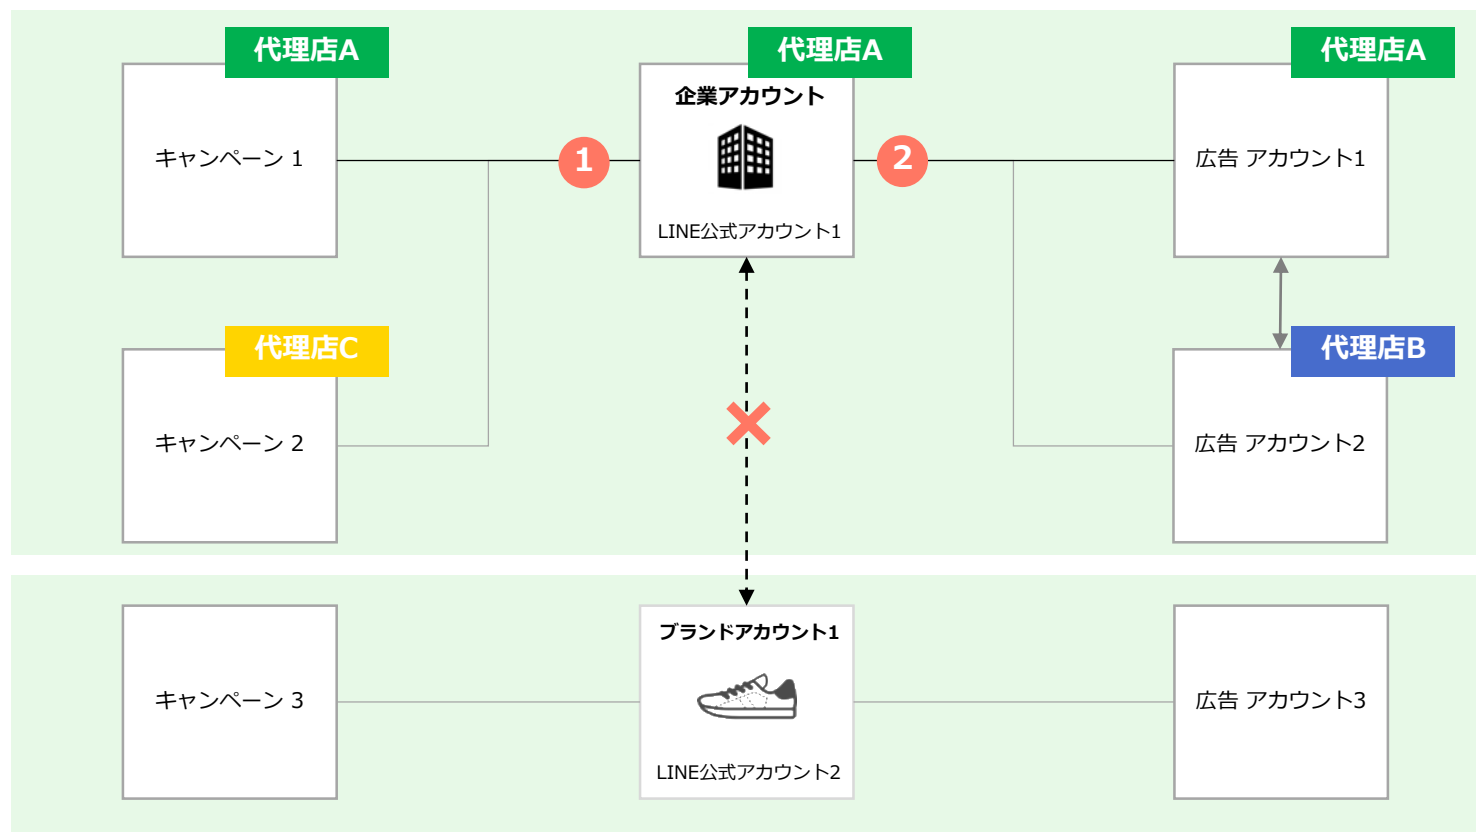 代理店A
代理店A
代理店A
キャンペーン 1
1
企業アカウント
LINE公式アカウント1
2
広告 アカウント1
代理店C
キャンペーン 2
代理店B
広告 アカウント2
キャンペーン 3
ブランドアカウント1
LINE公式アカウント2
広告 アカウント3